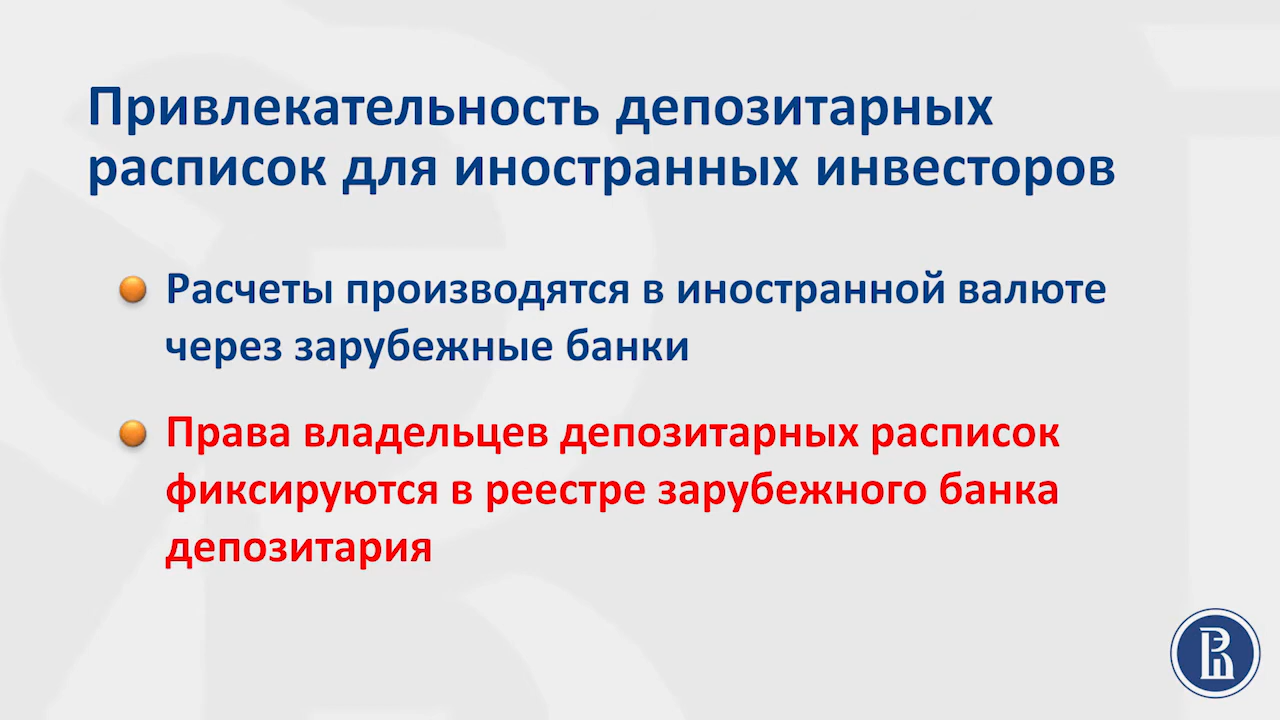 Привлекательность депозитарных
расписок для иностранных инвесторов
Расчеты производятся в иностранной валюте
через зарубежные банки
Права владельцев депозитарных расписок
фиксируются в реестре зарубежного банка
депозитария